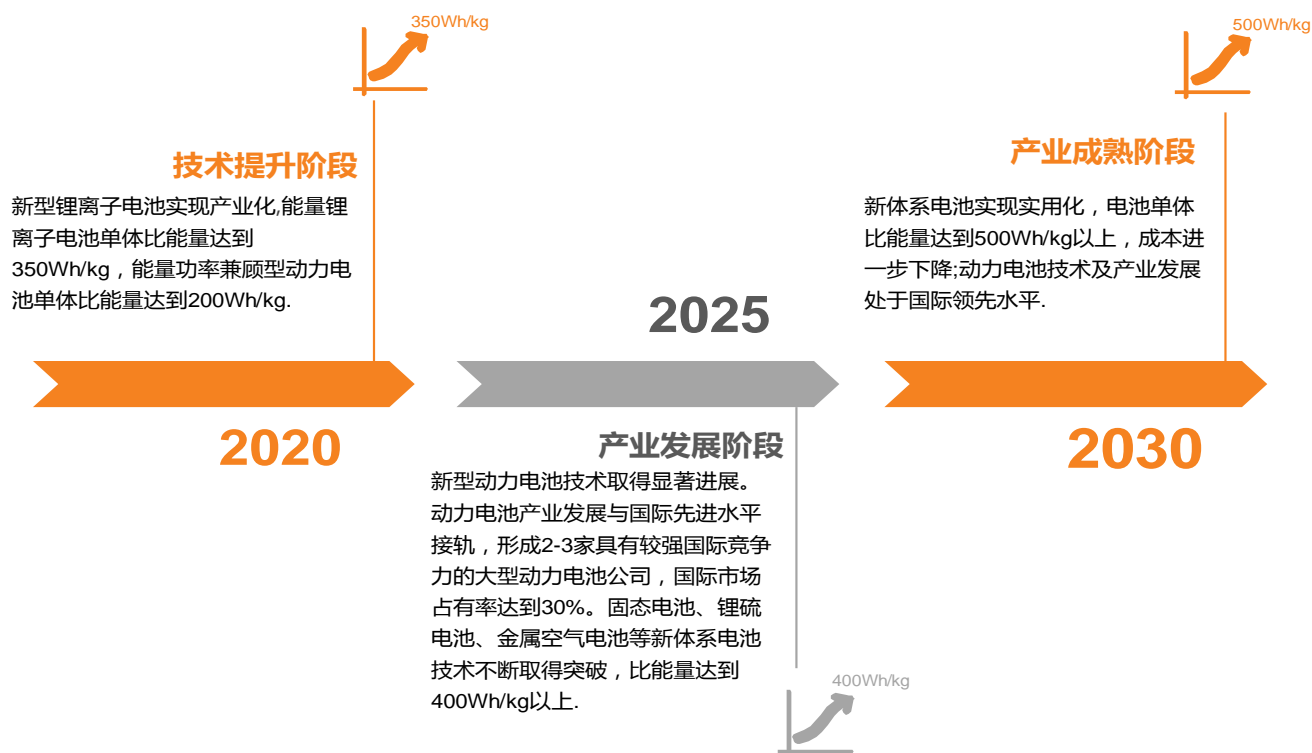 350Wh/kg
技术提升阶段
新型锂离子电池实现产业化,能量锂
离子电池单体比能量达到
350Wh/kg，能量功率兼顾型动力电
池单体比能量达到200Wh/kg.
2020
2025
产业发展阶段
新型动力电池技术取得显著进展。
动力电池产业发展与国际先进水平
接轨，形成2-3家具有较强国际竞争
力的大型动力电池公司，国际市场
占有率达到30%。固态电池、锂硫
电池、金属空气电池等新体系电池
技术不断取得突破，比能量达到
400Wh/kg以上.
400Wh/kg
500Wh/kg
产业成熟阶段
新体系电池实现实用化，电池单体
比能量达到500Wh/kg以上，成本进
一步下降;动力电池技术及产业发展
处于国际领先水平.
2030